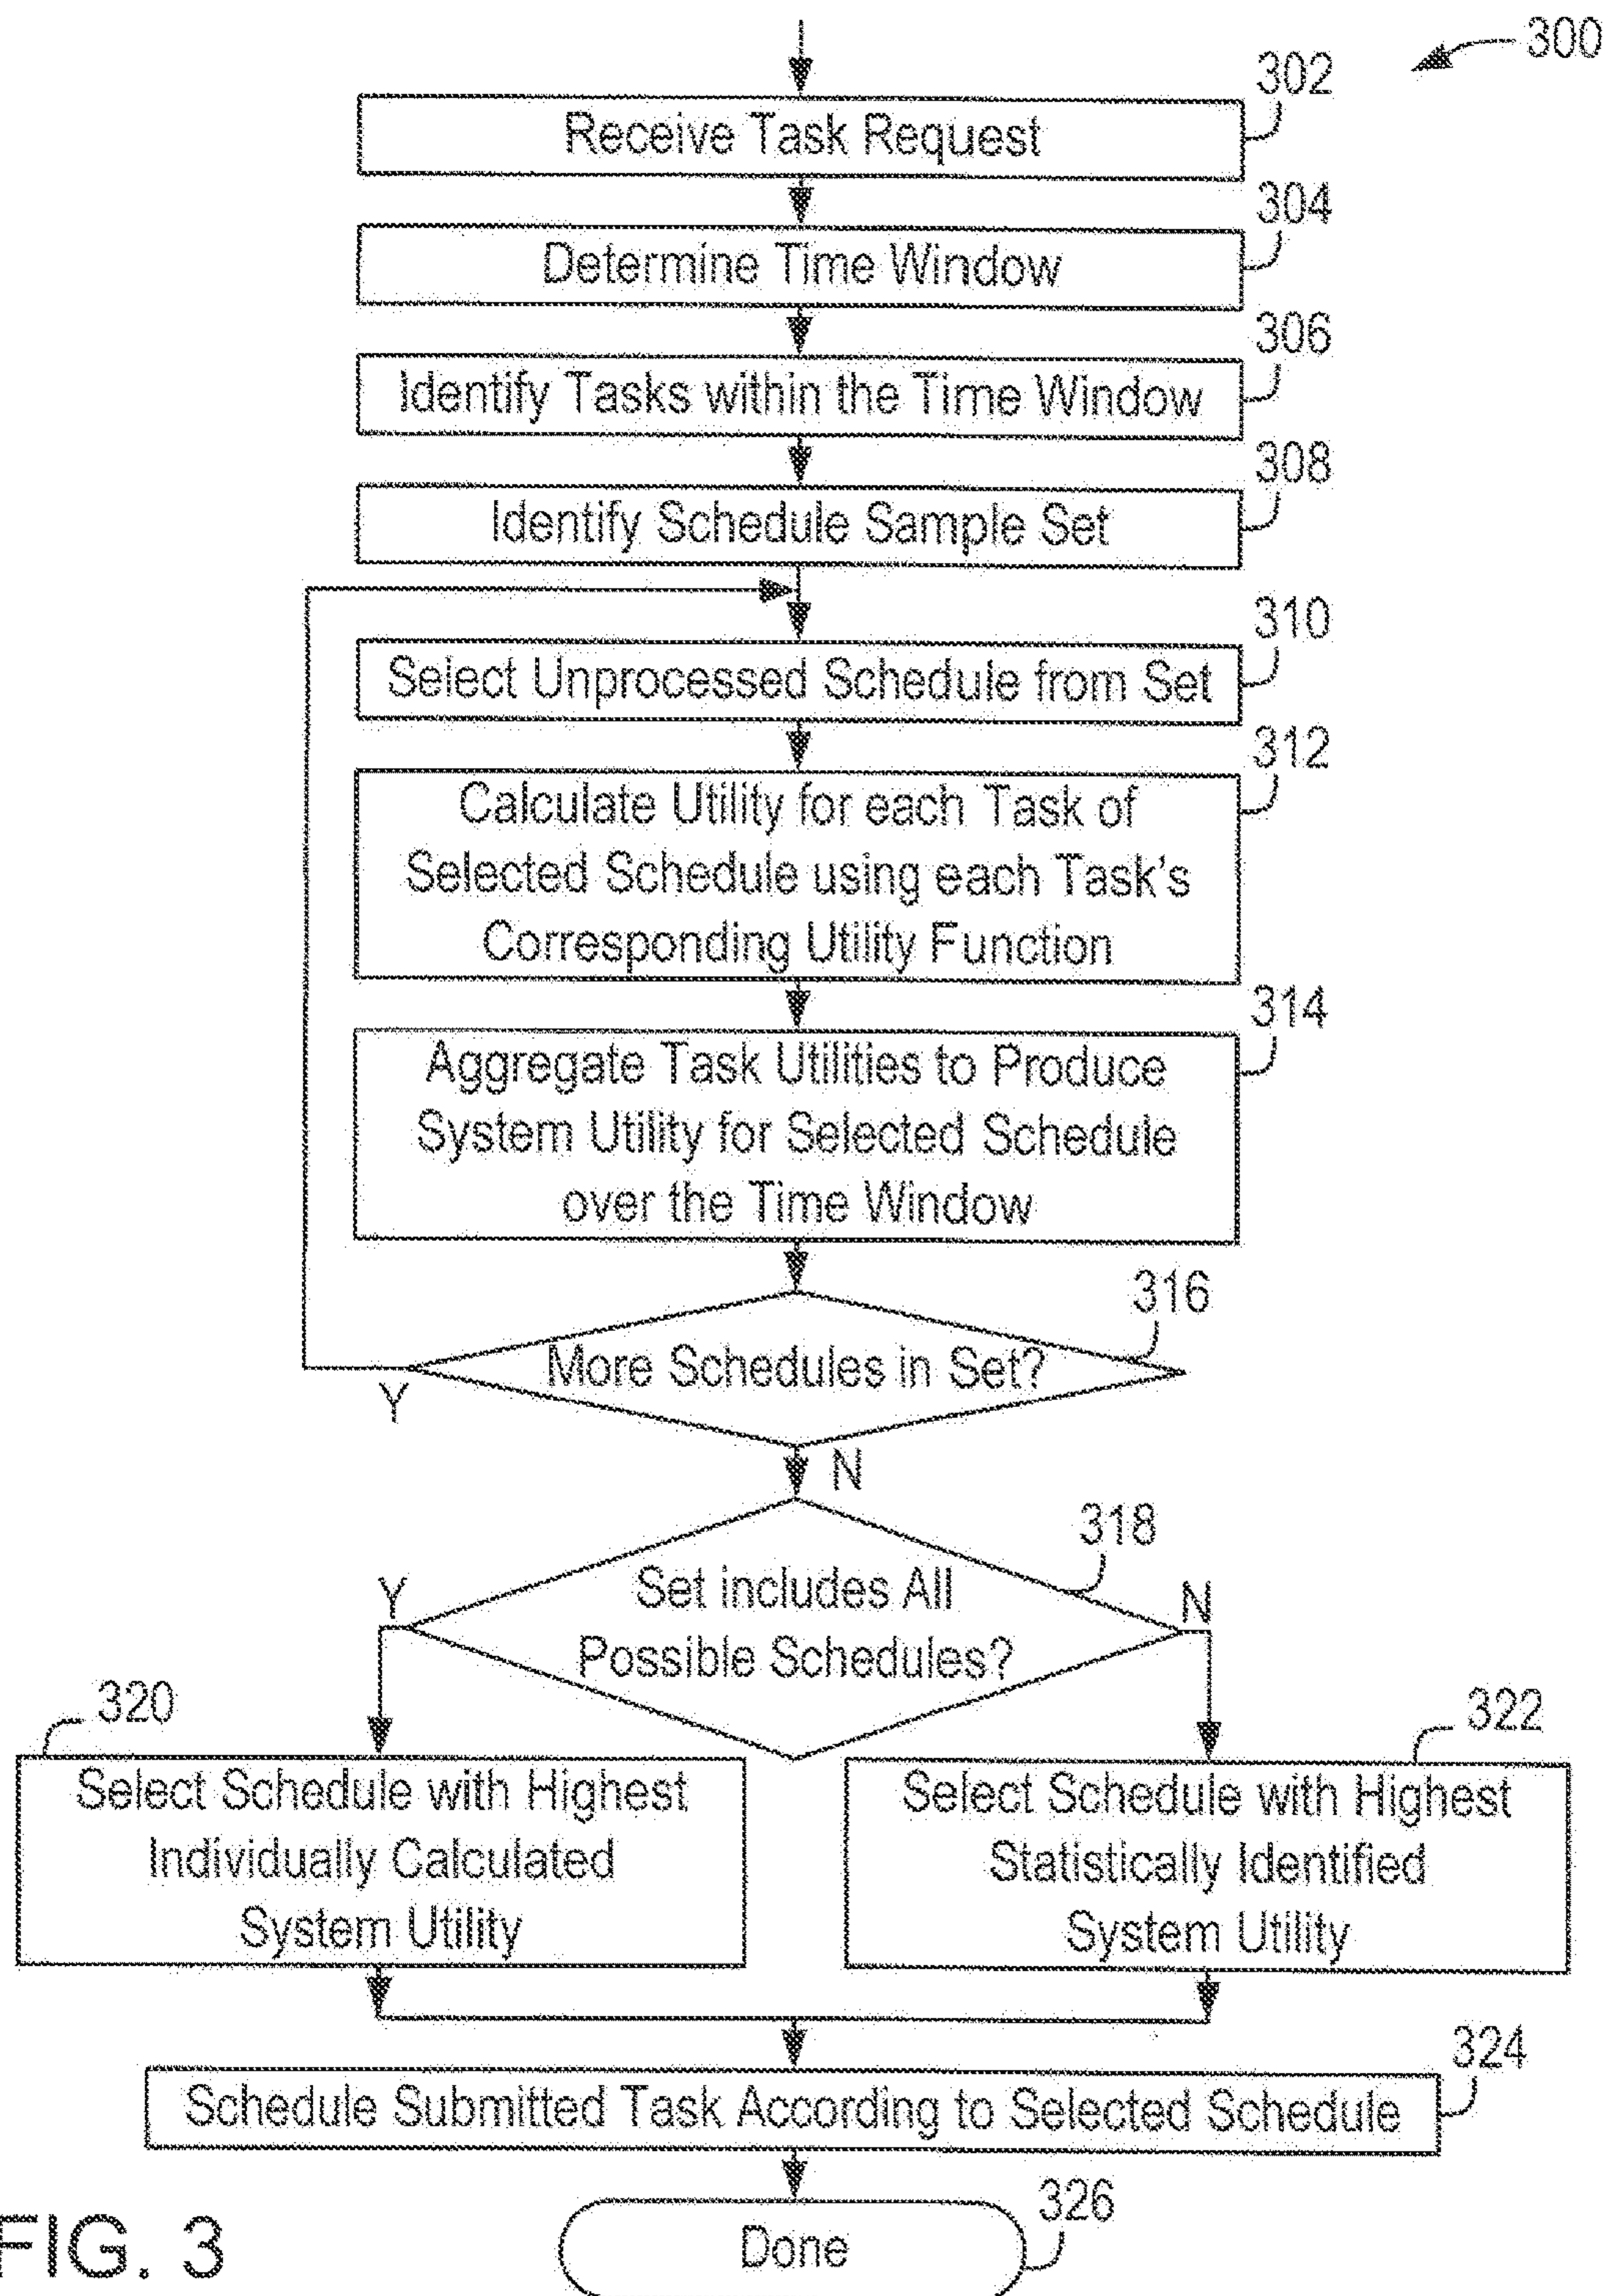 300
302
Receive Task Request
304
Determine Time Window
306
Identify Tasks within the Time Window
308
Identify Schedule Sample Set
310
Select Unprocessed Schedule from Set
312
Calculate Utility for each Task of
Selected Schedule using each Task's
Corresponding Utility Function
314
Aggregate Task Utilities to Produce
System Utility for Selected Schedule
over the Time Window
316
More Schedules in Set?
Y
N
318
Set includes All
Possible Schedules?
Y
N
320
Select Schedule with Highest
Individually Calculated
System Utility
322
Select Schedule with Highest
Statistically Identified
System Utility
324
Schedule Submitted Task According to Selected Schedule
326
Done
FIG. 3